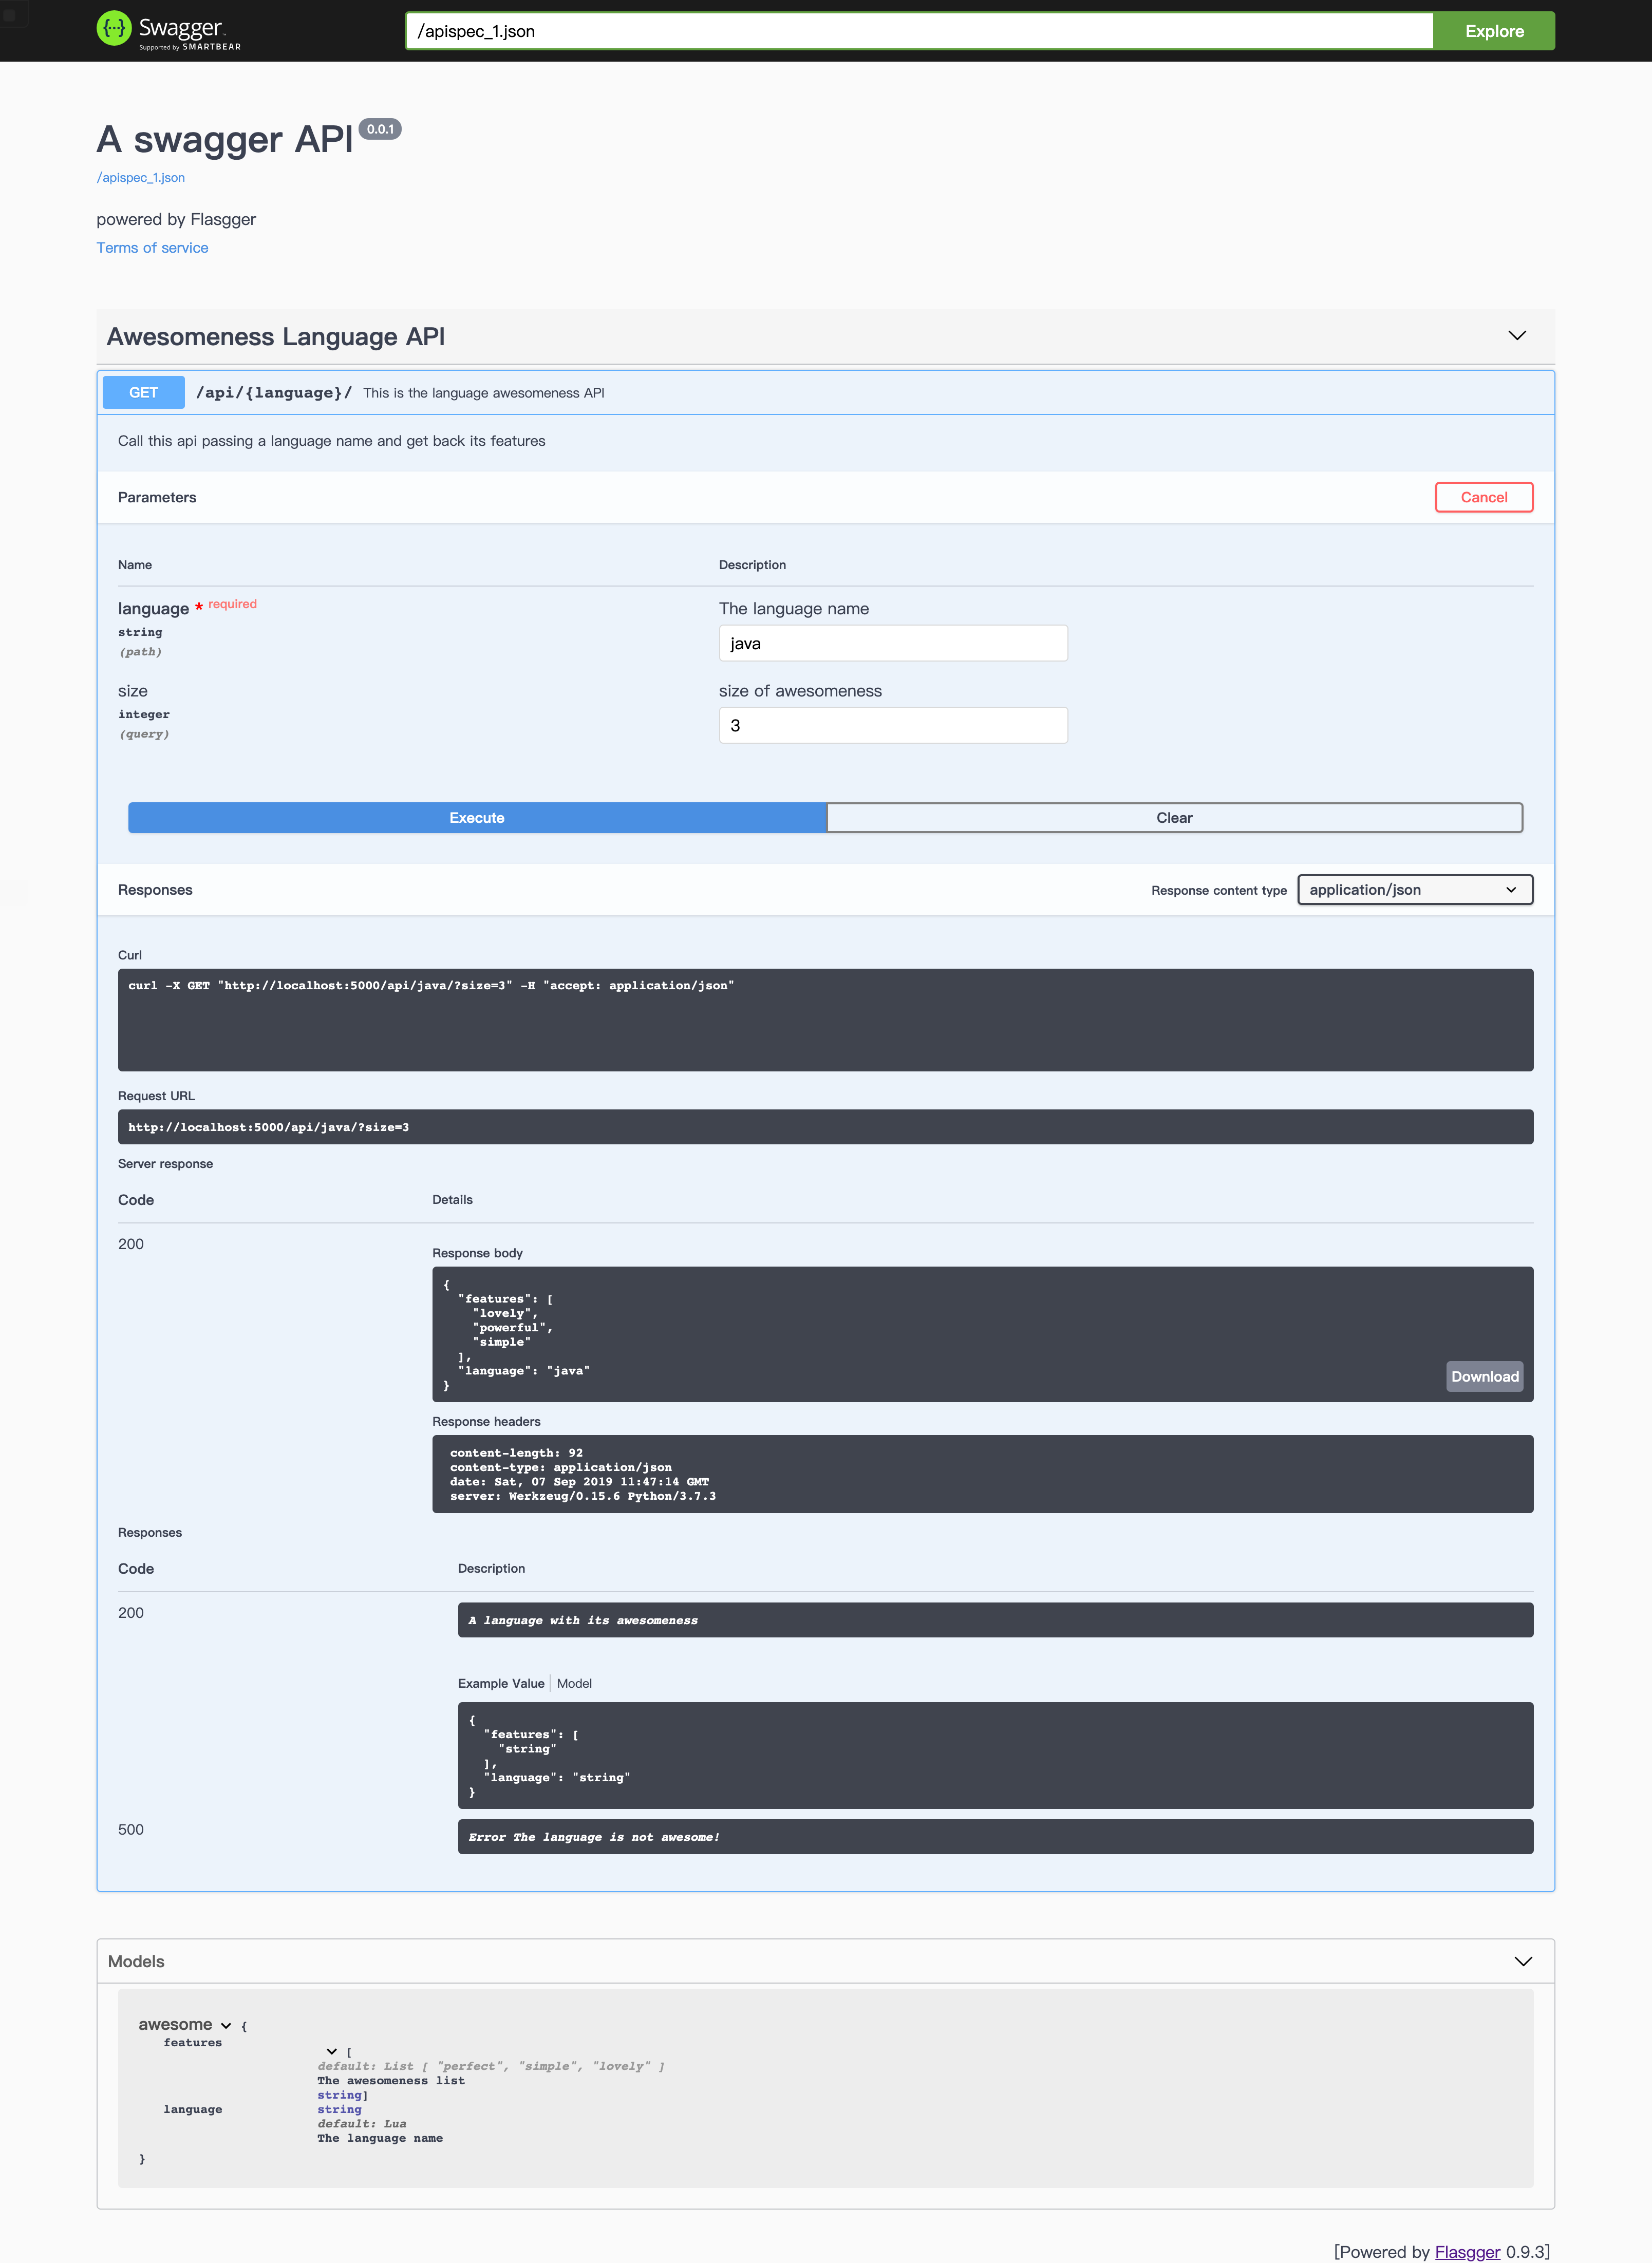 Swagger
Supported by SMARTBEAR
/apispec_1.json
Explore
A swagger API 0.0.1
/apispec_1.json
powered by Flasgger
Terms of service
Awesomeness Language API
GET /api/{language}/ This is the language awesomeness API
Call this api passing a language name and get back its features
Parameters Cancel
Name Description
language * required The language name
string
java
(path)
size size of awesomeness
integer
3
(query)
Execute Clear
Responses Response content type application/json
Curl
curl -X GET "http://localhost:5000/api/java/?size=3" -H "accept: application/json"
Request URL
http://localhost:5000/api/java/?size=3
Server response
Code Details
200
Response body
{
"features": [
"lovely",
"powerful",
"simple"
],
"language": "java"
}
Download
Response headers
content-length: 92
content-type: application/json
date: Sat, 07 Sep 2019 11:47:14 GMT
server: Werkzeug/0.15.6 Python/3.7.3
Responses
Code Description
200 A language with its awesomeness
Example Value Model
{
"features": [
"string"
],
"language": "string"
}
500 Error The language is not awesome!
Models
awesome {
features
[
default: List [ "perfect", "simple", "lovely" ]
The awesomeness list
string]
language string
default: Lua
The language name
}
[Powered by Flasgger 0.9.3]